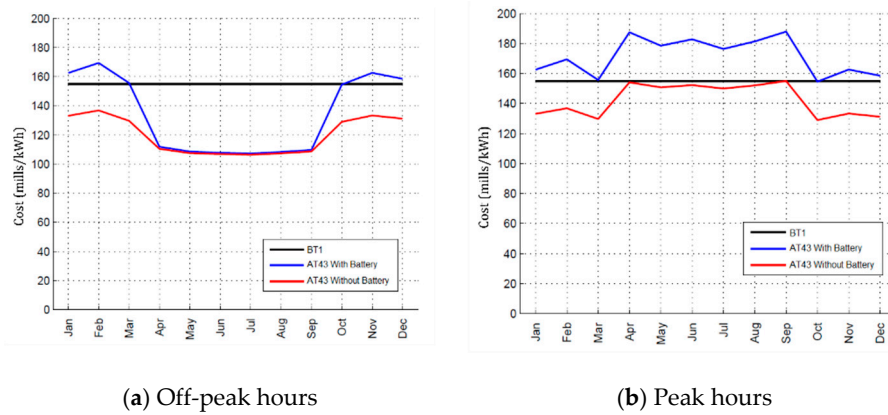 200
180
160
140
120
100
80
60
40
20
0
Cost (mills/kWh)
BT1
AT43 With Battery
AT43 Without Battery
Jan Feb Mar Apr May Jun Jul Aug Sep Oct Nov Dec
(a) Off-peak hours
200
180
160
140
120
100
80
60
40
20
0
Cost (mills/kWh)
BT1
AT43 With Battery
AT43 Without Battery
Jan Feb Mar Apr May Jun Jul Aug Sep Oct Nov Dec
(b) Peak hours